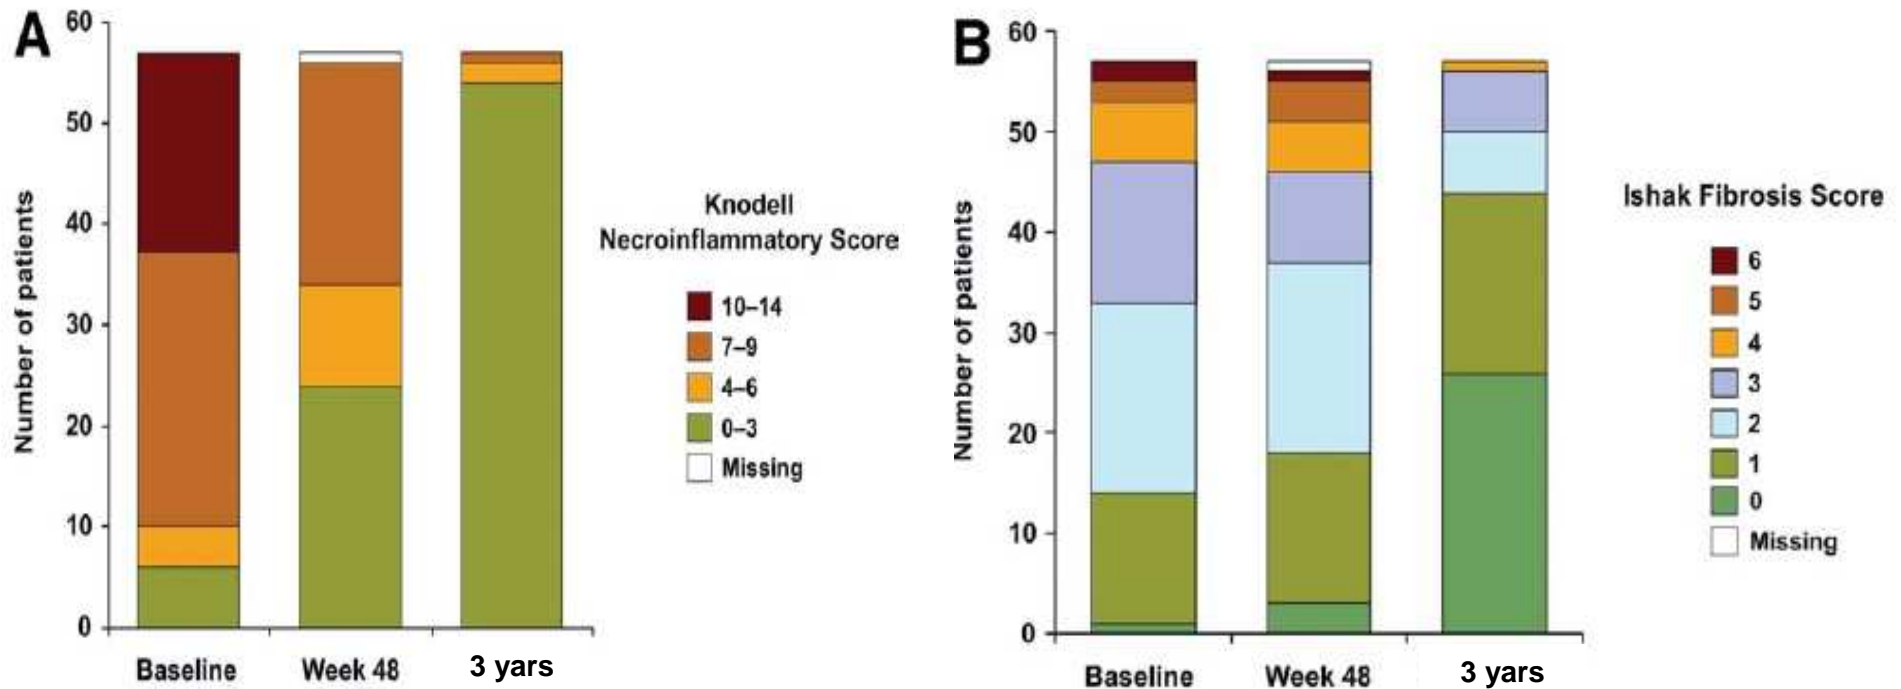 A
60
50
40
30
20
10
0
Number of patients
Baseline
Week 48
3 yars
Knodell
Necroinflammatory Score
10–14
7–9
4–6
0–3
Missing
B
60
50
40
30
20
10
0
Number of patients
Baseline
Week 48
3 yars
Ishak Fibrosis Score
6
5
4
3
2
1
0
Missing